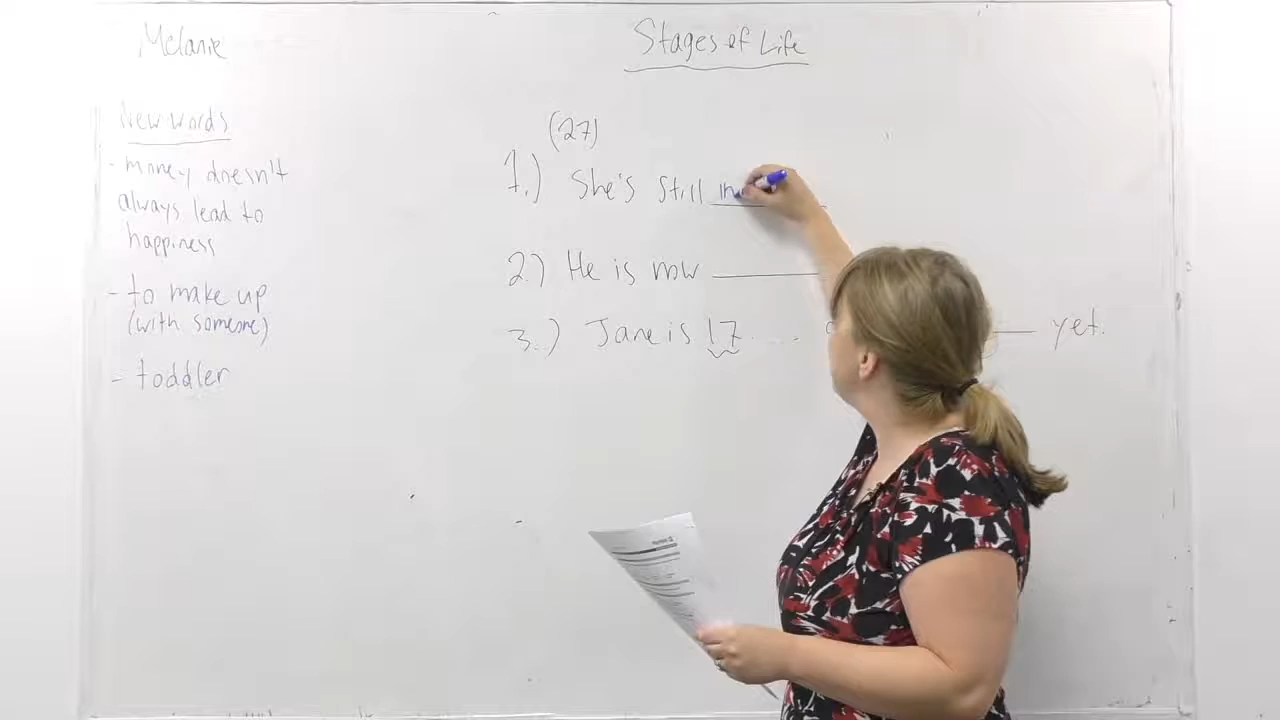 Melanie
New words
- money doesn't
always lead to
happiness
- to make up
(with someone)
- toddler
Stages of Life
(27)
1.) She's still in
2.) He is now ______
3.) Jane is 17 .... ___ yet.